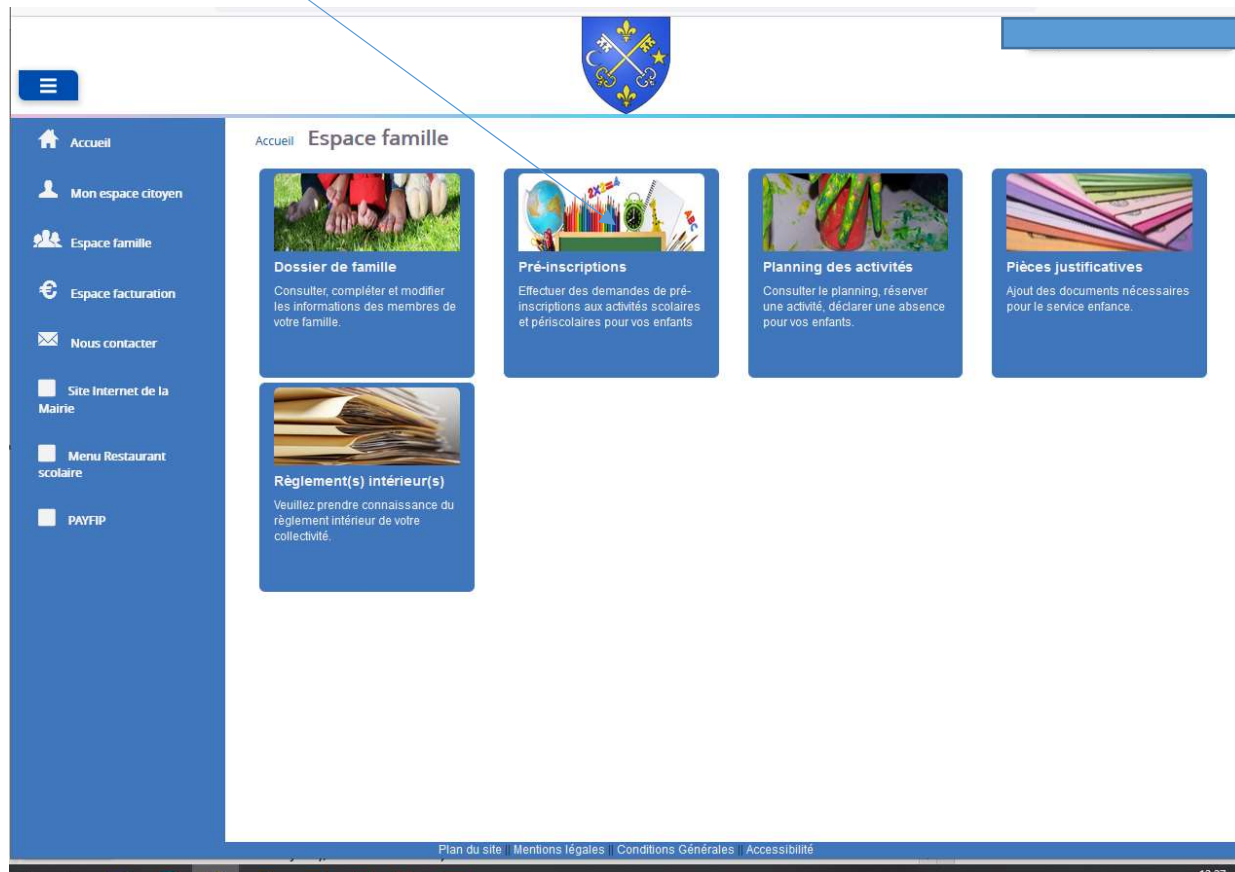 Accueil
Mon espace citoyen
Espace famille
Espace facturation
Nous contacter
Site Internet de la
Mairie
Menu Restaurant
scolaire
PAYFIP
Accueil Espace famille
Dossier de famille
Consulter, compléter et modifier
les informations des membres de
votre famille.
2X2=4
ABC
Pré-inscriptions
Effectuer des demandes de pré-
inscriptions aux activités scolaires
et périscolaires pour vos enfants
Planning des activités
Consulter le planning, réserver
une activité, déclarer une absence
pour vos enfants.
Pièces justificatives
Ajout des documents nécessaires
pour le service enfance.
Règlement(s) intérieur(s)
Veuillez prendre connaissance du
règlement intérieur de votre
collectivité.
Plan du site || Mentions légales || Conditions Générales || Accessibilité